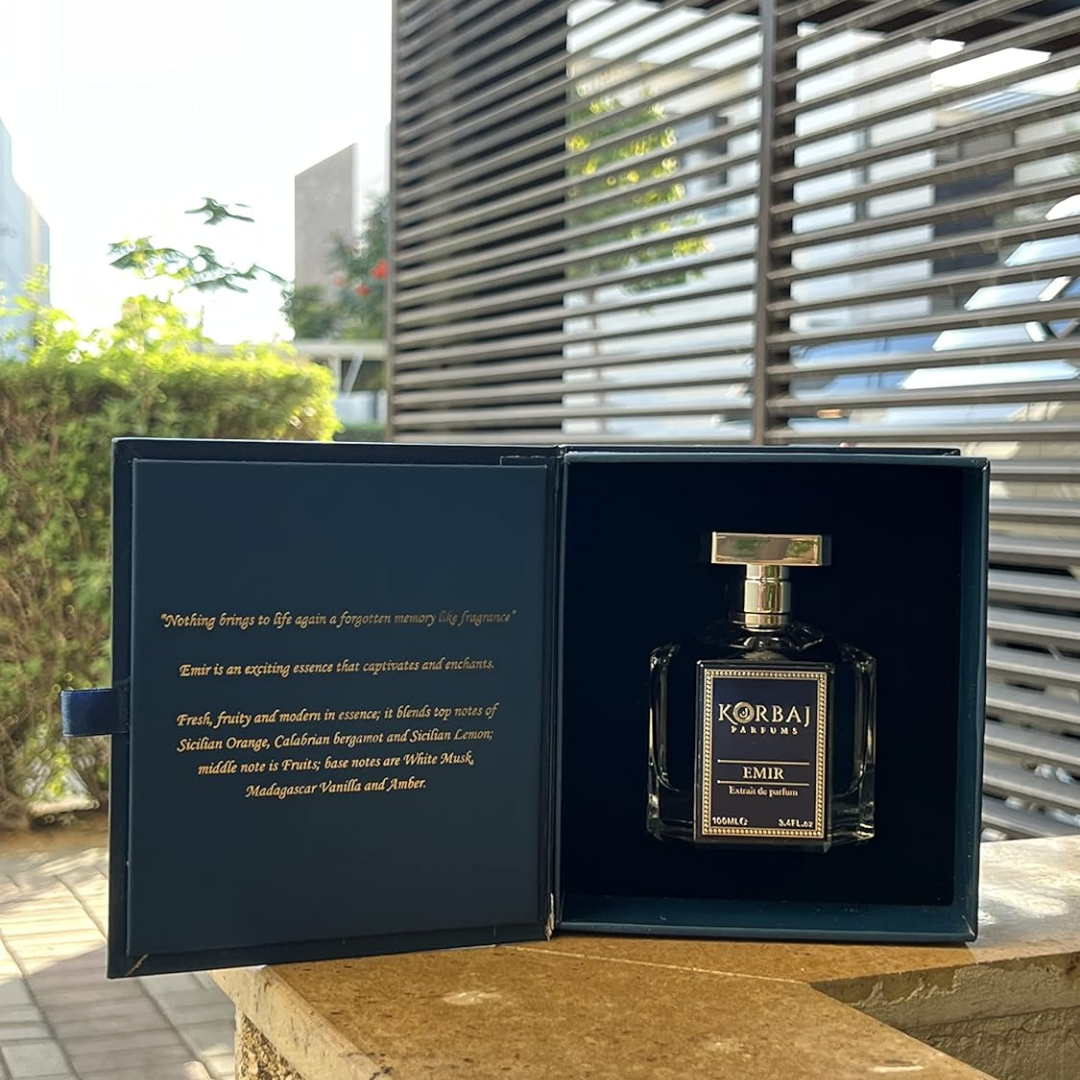 "Nothing brings to life again a forgotten memory like fragrance"
Emir is an exciting essence that captivates and enchants.
Fresh, fruity and modern in essence; it blends top notes of
Sicilian Orange, Calabrian bergamot and Sicilian Lemon;
middle note is Fruits; base notes are White Musk,
Madagascar Vanilla and Amber.
KORBAJ
PARFUMS
EMIR
Extrait de parfum
100ML℮ 3.4FL.oz